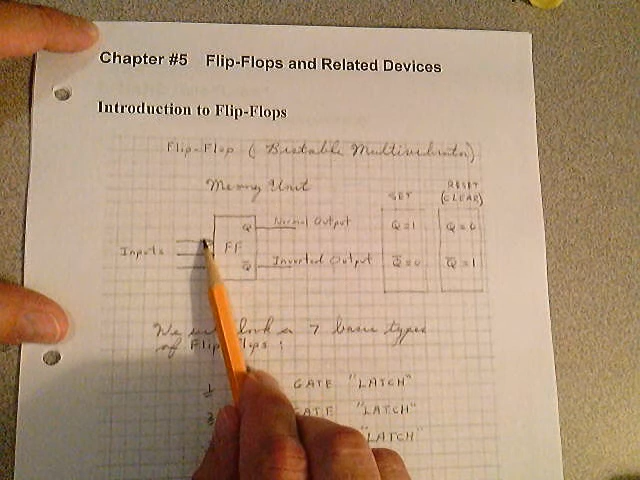 Chapter #5 Flip-Flops and Related Devices
Introduction to Flip-Flops
Flip-Flop ( Bistable Multivibrator)
Memory Unit
SET
RESET
(CLEAR)
Q Normal Output
Q=1
Q=0
Inputs
FF
Q̅ Inverted Output
Q̅=0
Q̅=1
We will look at 7 basic types
of Flip Flops :
1. GATE "LATCH"
GATE "LATCH"
"LATCH"